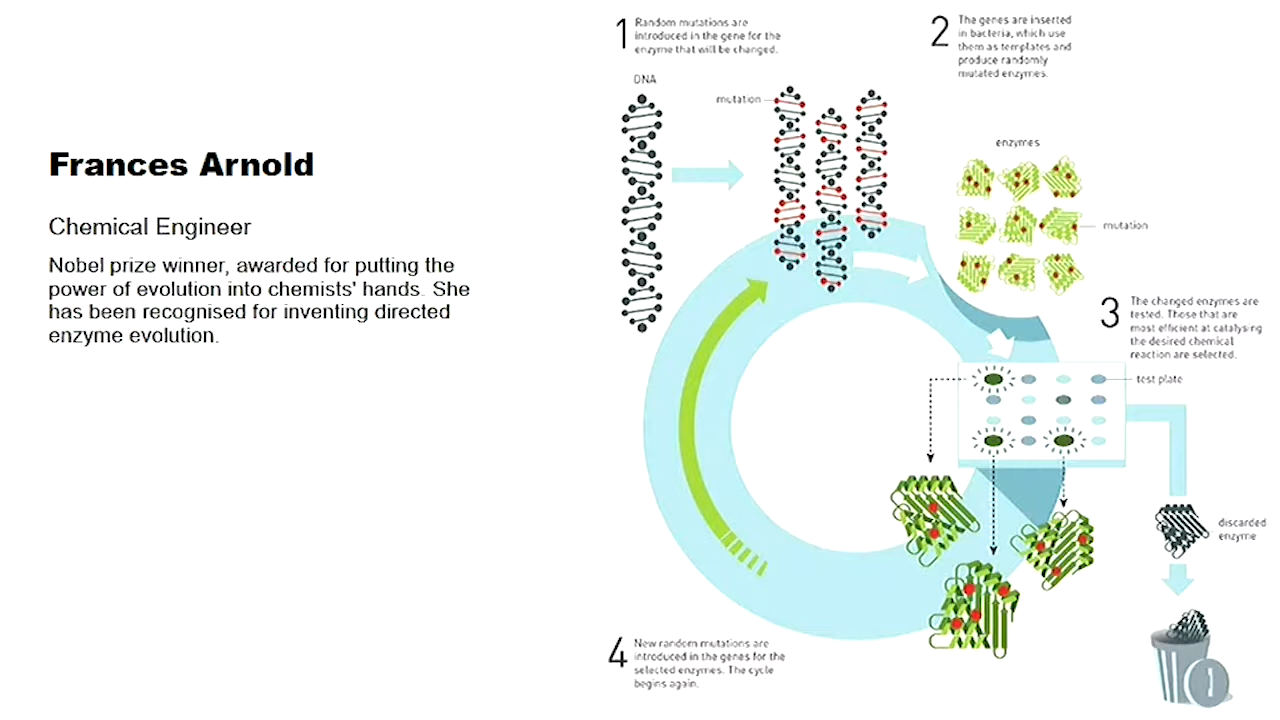 Frances Arnold
Chemical Engineer
Nobel prize winner, awarded for putting the
power of evolution into chemists' hands. She
has been recognised for inventing directed
enzyme evolution.
1
Random mutations are
introduced in the gene for the
enzyme that will be changed.
DNA
mutation
2
The genes are inserted
in bacteria, which use
them as templates and
produce randomly
mutated enzymes.
enzymes
mutation
3
The changed enzymes are
tested. Those that are
most efficient at catalysing
the desired chemical
reaction are selected.
test plate
discarded
enzyme
4
New random mutations are
introduced in the genes for the
selected enzymes. The cycle
begins again.